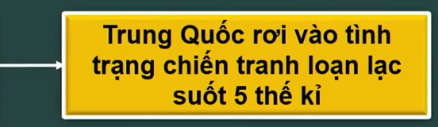 Trung Quốc rơi vào tình
trạng chiến tranh loạn lạc
suốt 5 thế kỉ